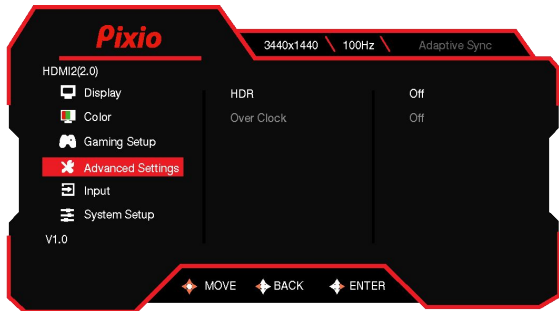 Pixio
3440x1440 \ 100Hz \ Adaptive Sync
HDMI2(2.0)
Display
Color
Gaming Setup
Advanced Settings
Input
System Setup
V1.0
HDR Off
Over Clock Off
MOVE BACK ENTER